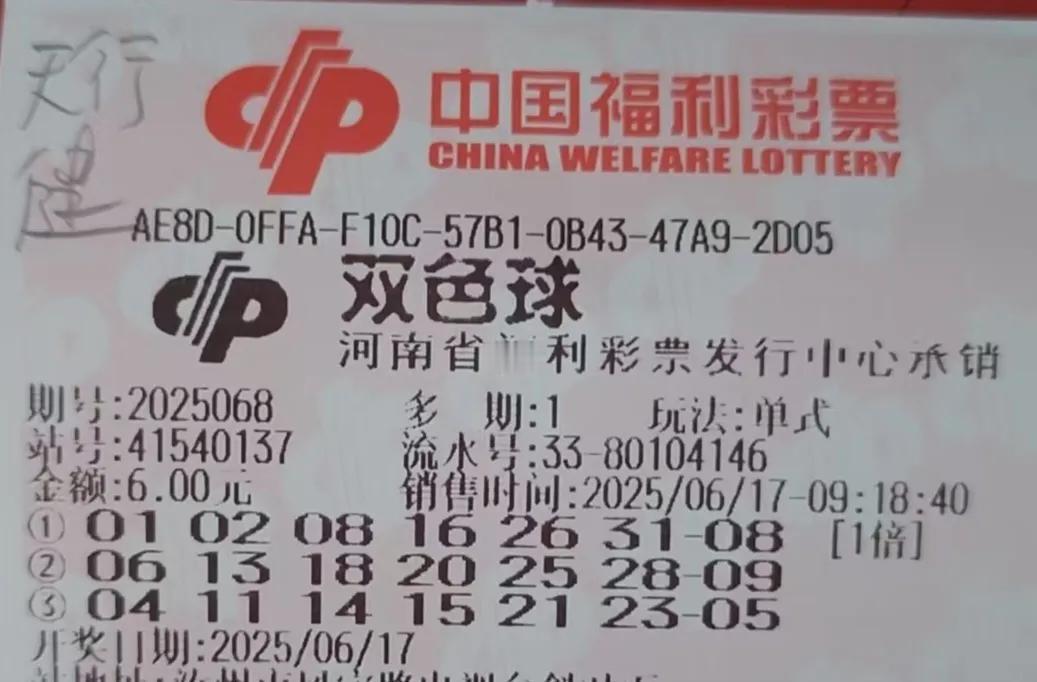 天行
健
中国福利彩票
CHINA WELFARE LOTTERY
AE8D-0FFA-F10C-57B1-0B43-47A9-2D05
双色球
河南省福利彩票发行中心承销
期号:2025068 多 期:1 玩法:单式
站号:41540137 流水号:33-80104146
金额:6.00元 销售时间:2025/06/17-09:18:40
① 01 02 08 16 26 31-08 [1倍]
② 06 13 18 20 25 28-09
③ 04 11 14 15 21 23-05
开奖日期:2025/06/17